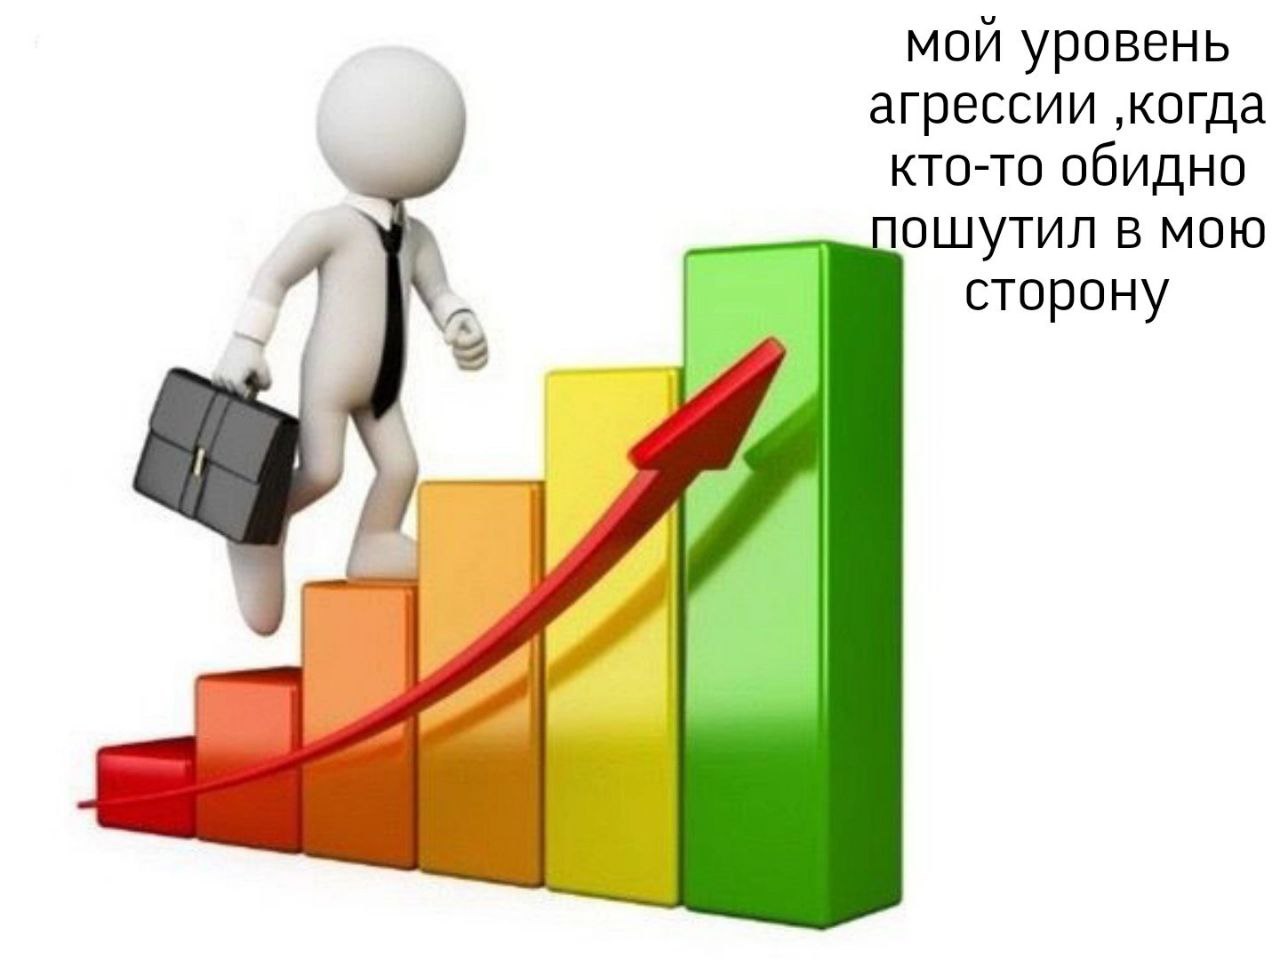 мой уровень
агрессии ,когда
кто-то обидно
пошутил в мою
сторону